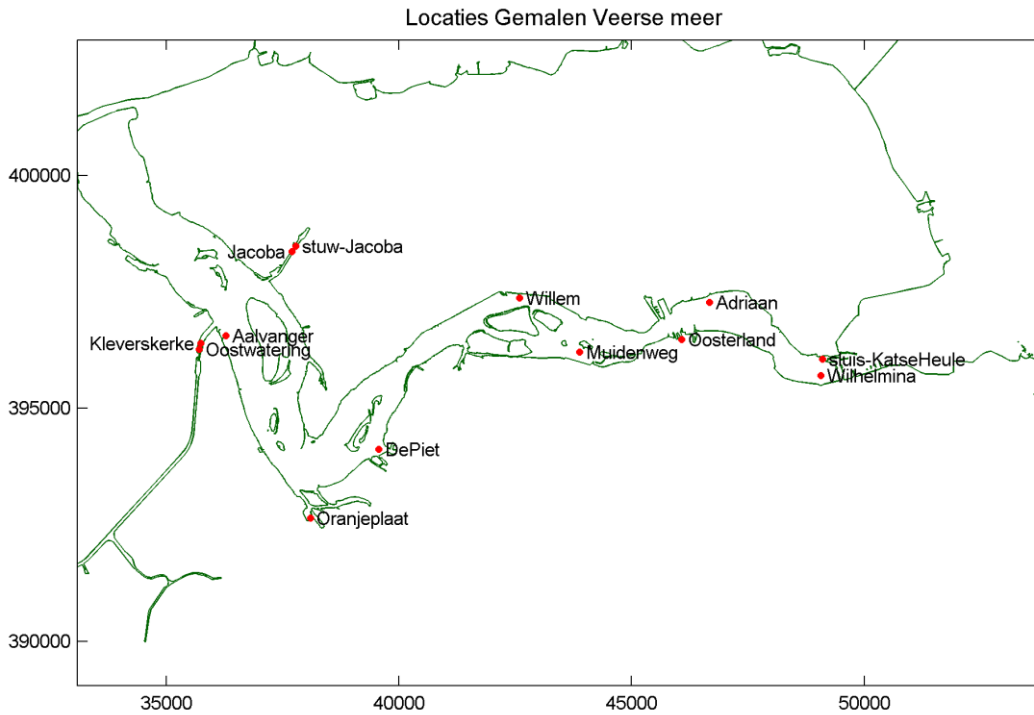 Locaties Gemalen Veerse meer
400000
395000
390000
35000
40000
45000
50000
Jacoba
stuw-Jacoba
Willem
Adriaan
Kleverskerke
Aalvanger
Oostwatering
Muidenweg
Oosterland
sluis-KatseHeule
Wilhelmina
DePiet
Oranjeplaat